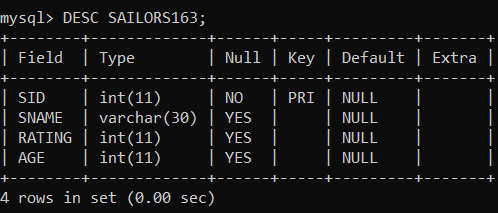 mysql> DESC SAILORS163;
+--------+-------------+------+-----+---------+-------+
| Field  | Type        | Null | Key | Default | Extra |
+--------+-------------+------+-----+---------+-------+
| SID    | int(11)     | NO   | PRI | NULL    |       |
| SNAME  | varchar(30) | YES  |     | NULL    |       |
| RATING | int(11)     | YES  |     | NULL    |       |
| AGE    | int(11)     | YES  |     | NULL    |       |
+--------+-------------+------+-----+---------+-------+
4 rows in set (0.00 sec)